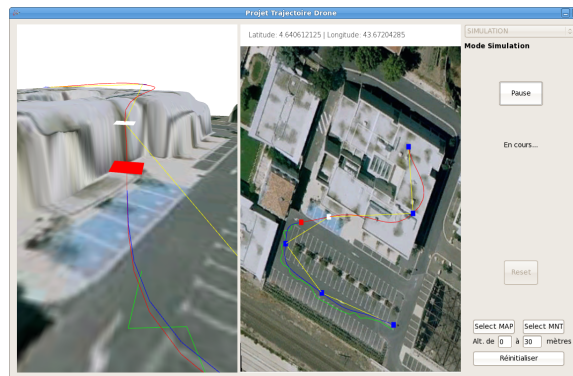 Projet Trajectoire Drone
Latitude: 4.640612125 | Longitude: 43.67204285
SIMULATION
Mode Simulation
Pause
En cours...
Reset
Select MAP
Select MNT
Alt. de 0 à 30 mètres
Réinitialiser